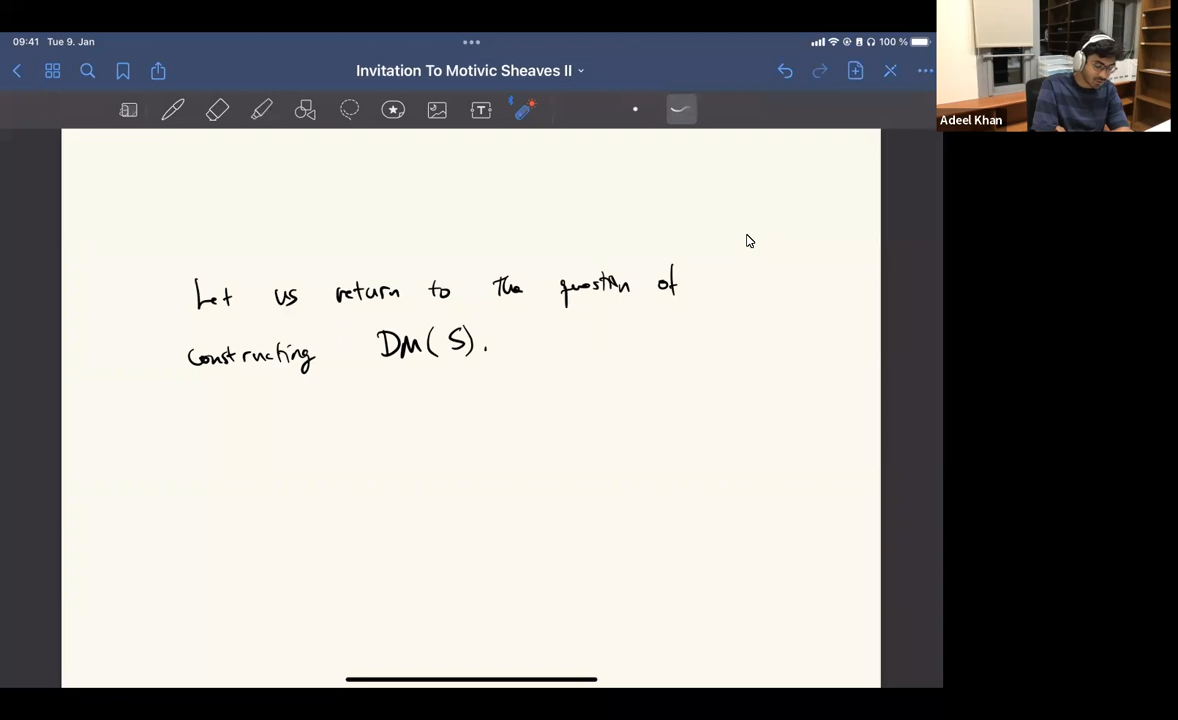 09:41 Tue 9. Jan
100 %
Invitation To Motivic Sheaves II
Adeel Khan
Let us return to the question of
constructing DM(S).